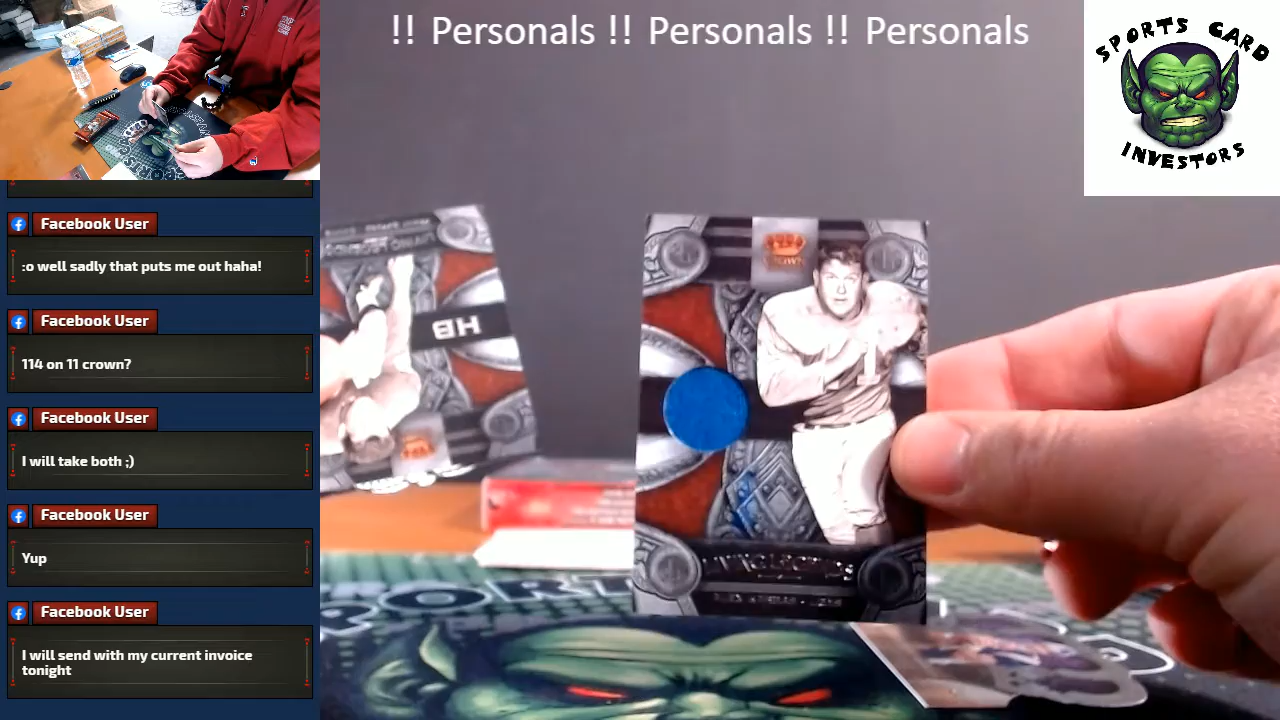 !! Personals !! Personals !! Personals
SPORTS CARD
INVESTORS
Facebook User
:o well sadly that puts me out haha!
Facebook User
114 on 11 crown?
Facebook User
I will take both ;)
Facebook User
Yup
Facebook User
I will send with my current invoice
tonight
HB
CROWN
LIVING LEGENDS